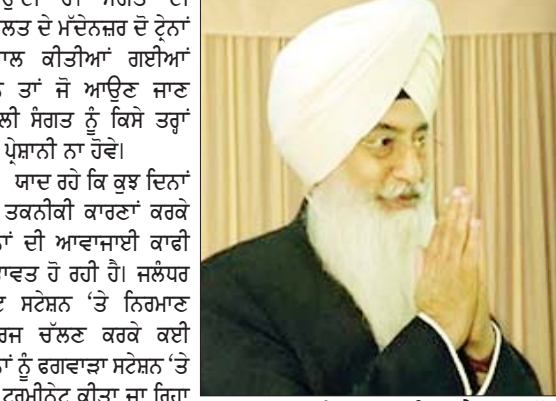 ਲਤ ਦੇ ਮੱਦੇਨਜ਼ਰ ਦੋ ਟ੍ਰੇਨਾਂ
ਾਲ ਕੀਤੀਆਂ ਗਈਆਂ
ਤਾਂ ਜੋ ਆਉਣ ਜਾਣ
ਲੀ ਸੰਗਤ ਨੂੰ ਕਿਸੇ ਤਰ੍ਹਾਂ
ਪ੍ਰੇਸ਼ਾਨੀ ਨਾ ਹੋਵੇ।
ਯਾਦ ਰਹੇ ਕਿ ਕੁਝ ਦਿਨਾਂ
ਤਕਨੀਕੀ ਕਾਰਣਾਂ ਕਰਕੇ
ਾਂ ਦੀ ਆਵਾਜਾਈ ਕਾਫੀ
ਾਵਤ ਹੋ ਰਹੀ ਹੈ। ਜਲੰਧਰ
ਟ ਸਟੇਸ਼ਨ ‘ਤੇ ਨਿਰਮਾਣ
ਰਜ ਚੱਲਣ ਕਰਕੇ ਕਈ
ਾਂ ਨੂੰ ਫਗਵਾੜਾ ਸਟੇਸ਼ਨ ‘ਤੇ
ਟਰਮੀਨੇਟ ਕੀਤਾ ਜਾ ਰਿਹਾ